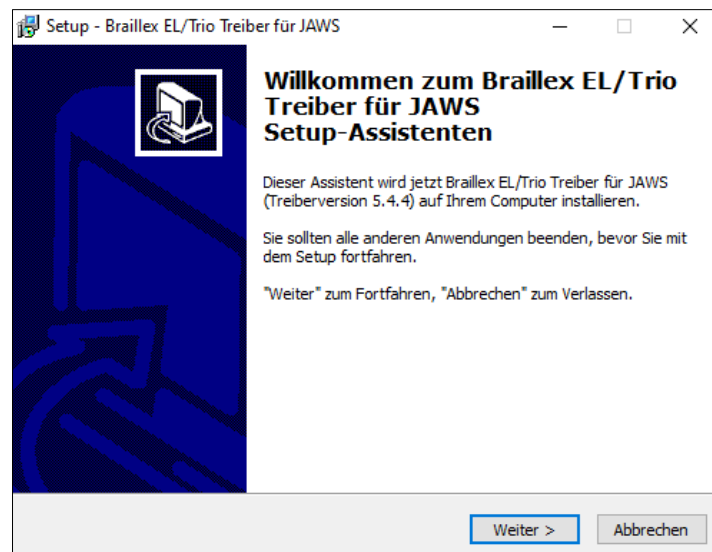 Setup - Braillex EL/Trio Treiber für JAWS
Willkommen zum Braillex EL/Trio
Treiber für JAWS
Setup-Assistenten
Dieser Assistent wird jetzt Braillex EL/Trio Treiber für JAWS
(Treiberversion 5.4.4) auf Ihrem Computer installieren.
Sie sollten alle anderen Anwendungen beenden, bevor Sie mit
dem Setup fortfahren.
"Weiter" zum Fortfahren, "Abbrechen" zum Verlassen.
Weiter >
Abbrechen